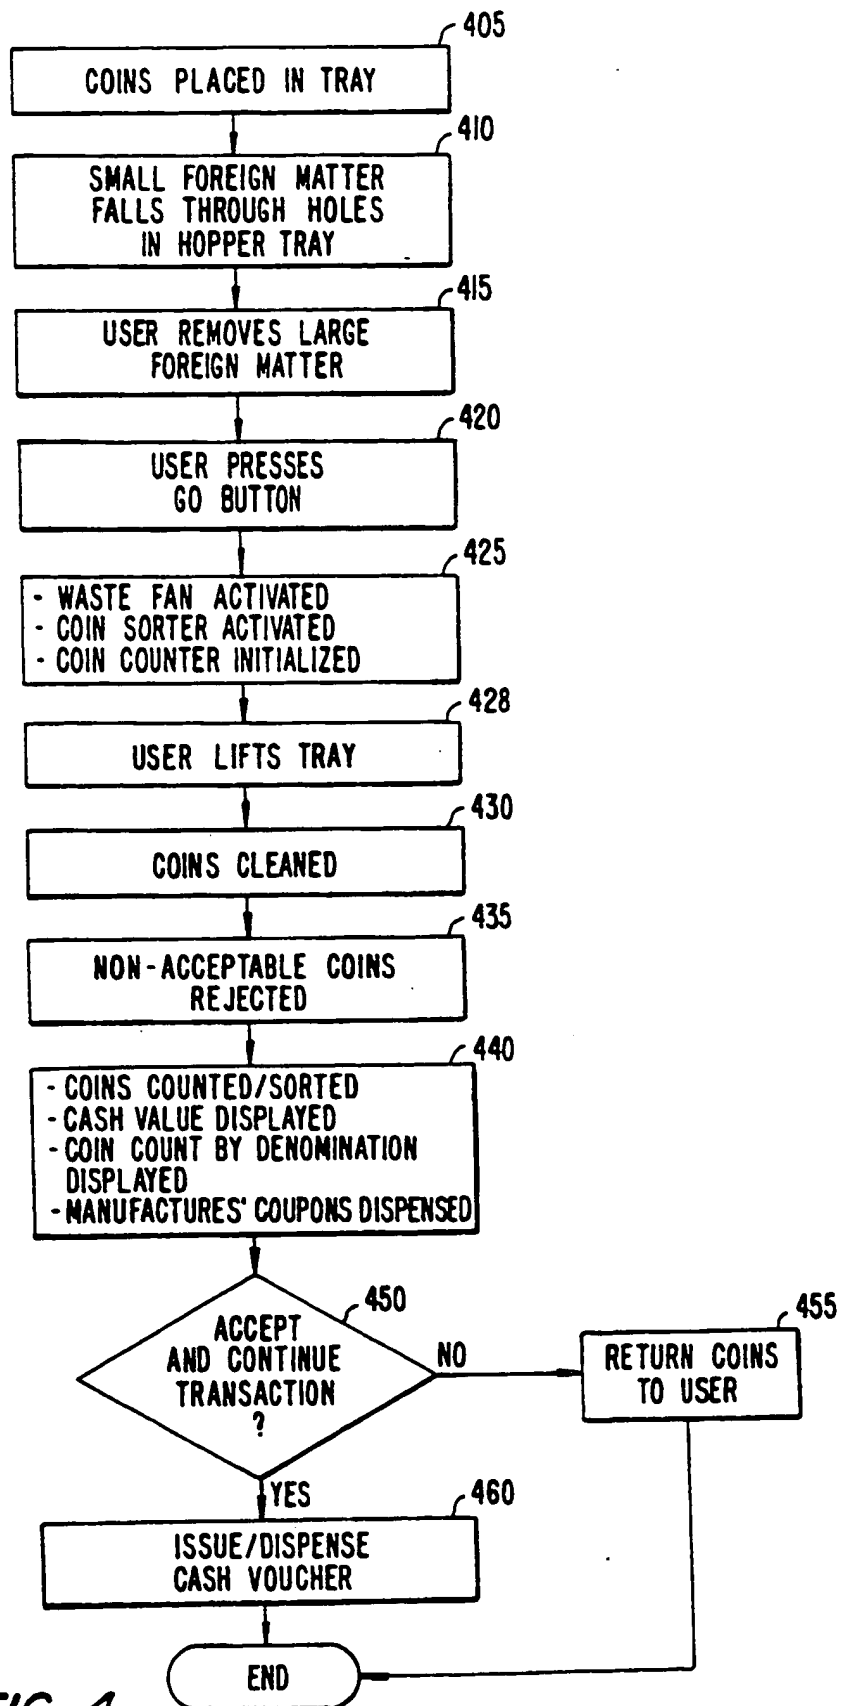 405
COINS PLACED IN TRAY
410
SMALL FOREIGN MATTER
FALLS THROUGH HOLES
IN HOPPER TRAY
415
USER REMOVES LARGE
FOREIGN MATTER
420
USER PRESSES
GO BUTTON
425
- WASTE FAN ACTIVATED
- COIN SORTER ACTIVATED
- COIN COUNTER INITIALIZED
428
USER LIFTS TRAY
430
COINS CLEANED
435
NON-ACCEPTABLE COINS
REJECTED
440
- COINS COUNTED/SORTED
- CASH VALUE DISPLAYED
- COIN COUNT BY DENOMINATION
DISPLAYED
- MANUFACTURES' COUPONS DISPENSED
450
ACCEPT
AND CONTINUE
TRANSACTION
?
NO
455
RETURN COINS
TO USER
YES
460
ISSUE/DISPENSE
CASH VOUCHER
END